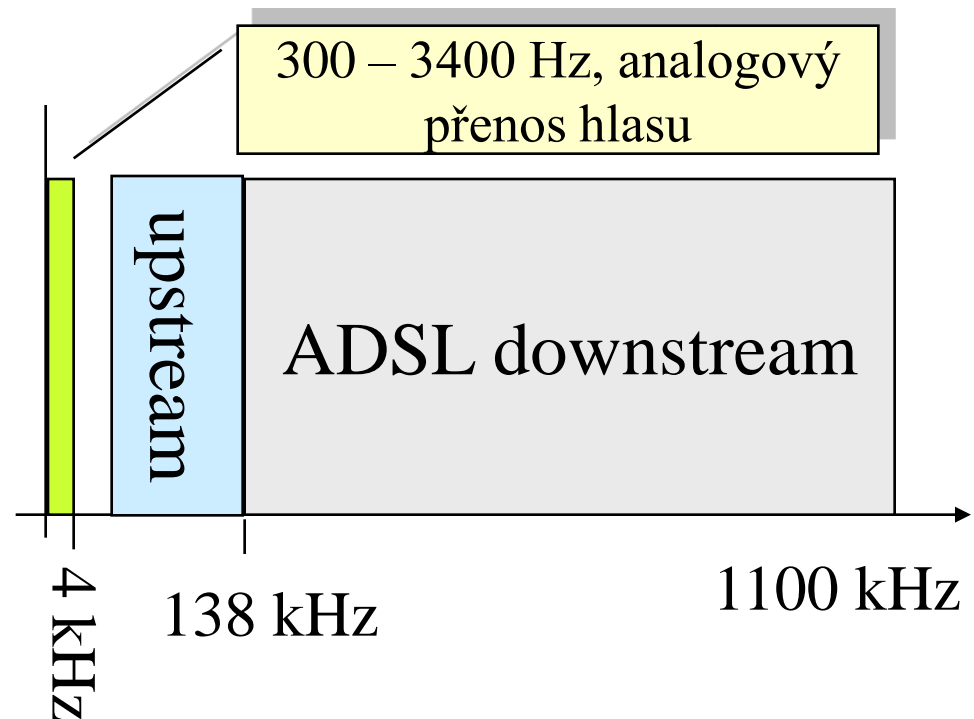 300 – 3400 Hz, analogový
přenos hlasu
upstream
ADSL downstream
4 kHz
138 kHz
1100 kHz